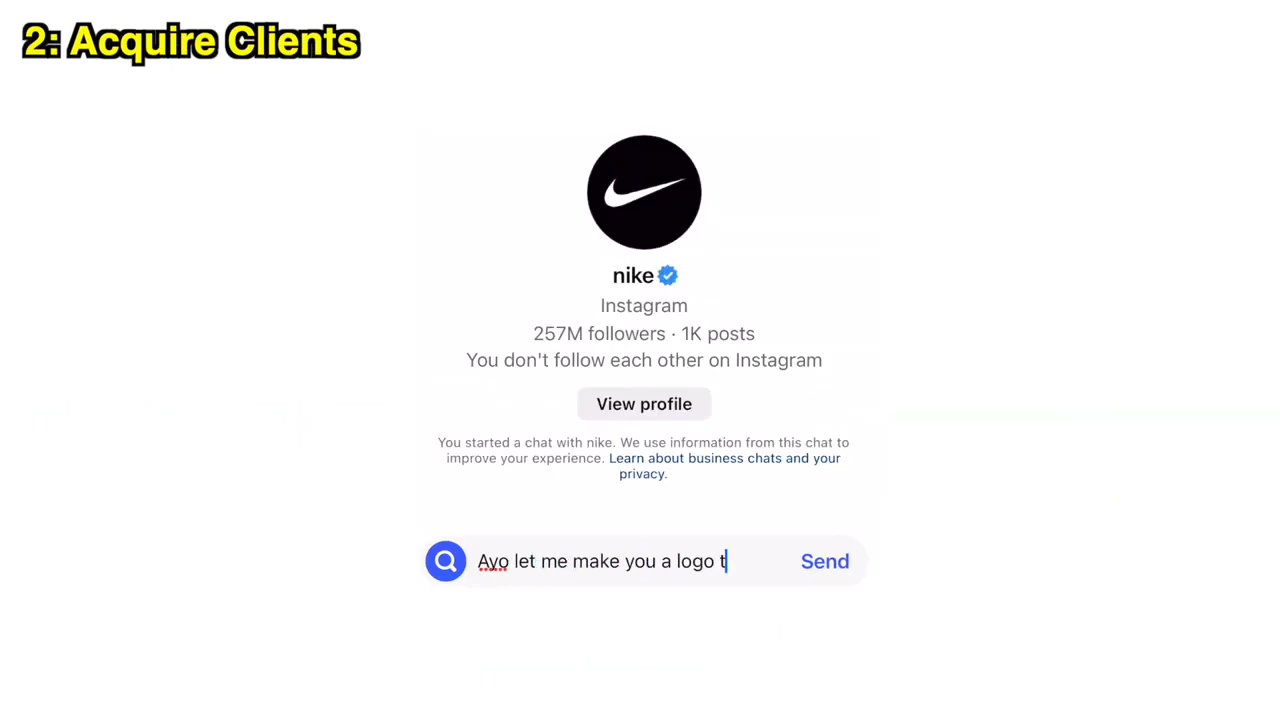 2: Acquire Clients
nike
Instagram
257M followers · 1K posts
You don't follow each other on Instagram
View profile
You started a chat with nike. We use information from this chat to
improve your experience. Learn about business chats and your
privacy.
Ayo let me make you a logo t
Send